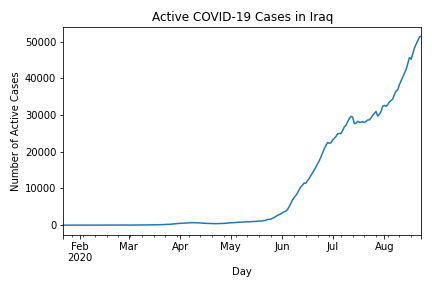 Active COVID-19 Cases in Iraq
Number of Active Cases
50000
40000
30000
20000
10000
0
Feb Mar Apr May Jun Jul Aug
2020
Day